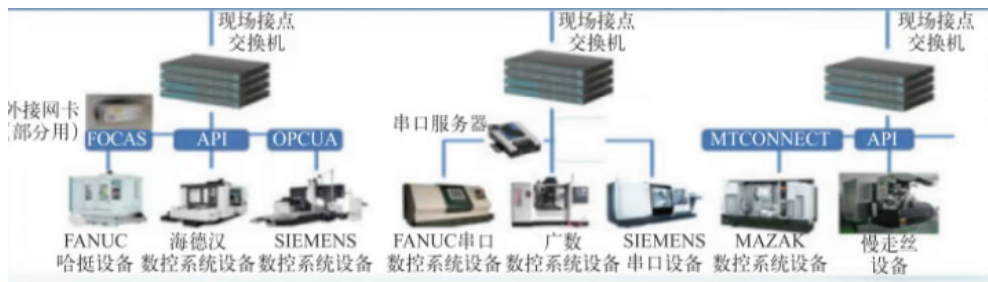 现场接点
交换机
现场接点
交换机
现场接点
交换机
外接网卡
(部分用)
FOCAS
API
OPCUA
串口服务器
MTCONNECT
API
FANUC
哈挺设备
海德汉
数控系统设备
SIEMENS
数控系统设备
FANUC串口
数控系统设备
广数
数控系统设备
SIEMENS
串口设备
MAZAK
数控系统设备
慢走丝
设备